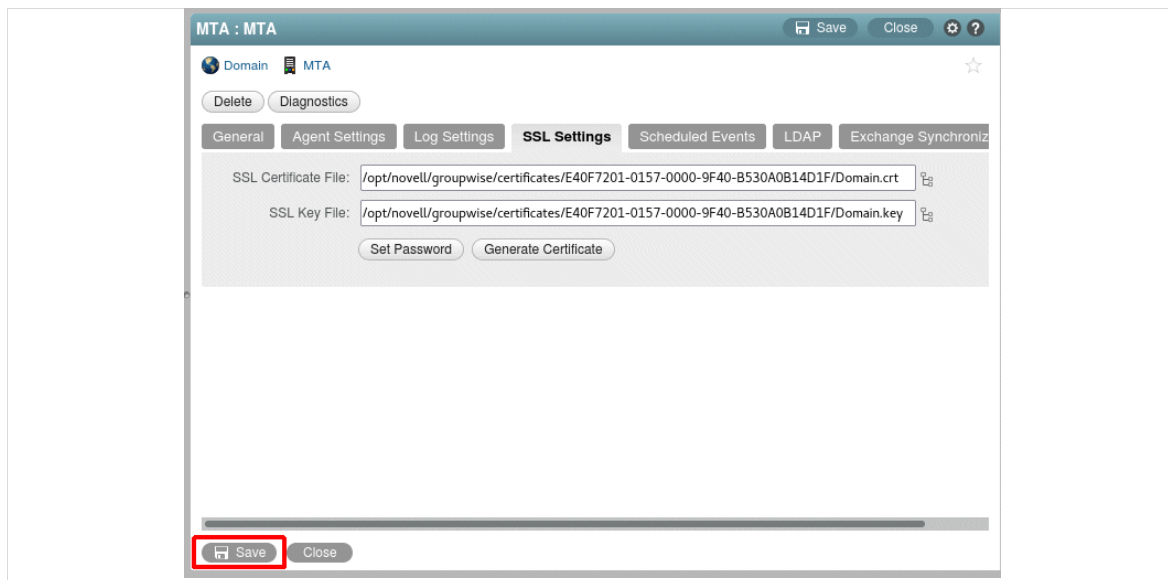 MTA : MTA
Save Close ?
Domain MTA
Delete Diagnostics
General Agent Settings Log Settings SSL Settings Scheduled Events LDAP Exchange Synchroniz
SSL Certificate File: /opt/novell/groupwise/certificates/E40F7201-0157-0000-9F40-B530A0B14D1F/Domain.crt
SSL Key File: /opt/novell/groupwise/certificates/E40F7201-0157-0000-9F40-B530A0B14D1F/Domain.key
Set Password Generate Certificate
Save Close